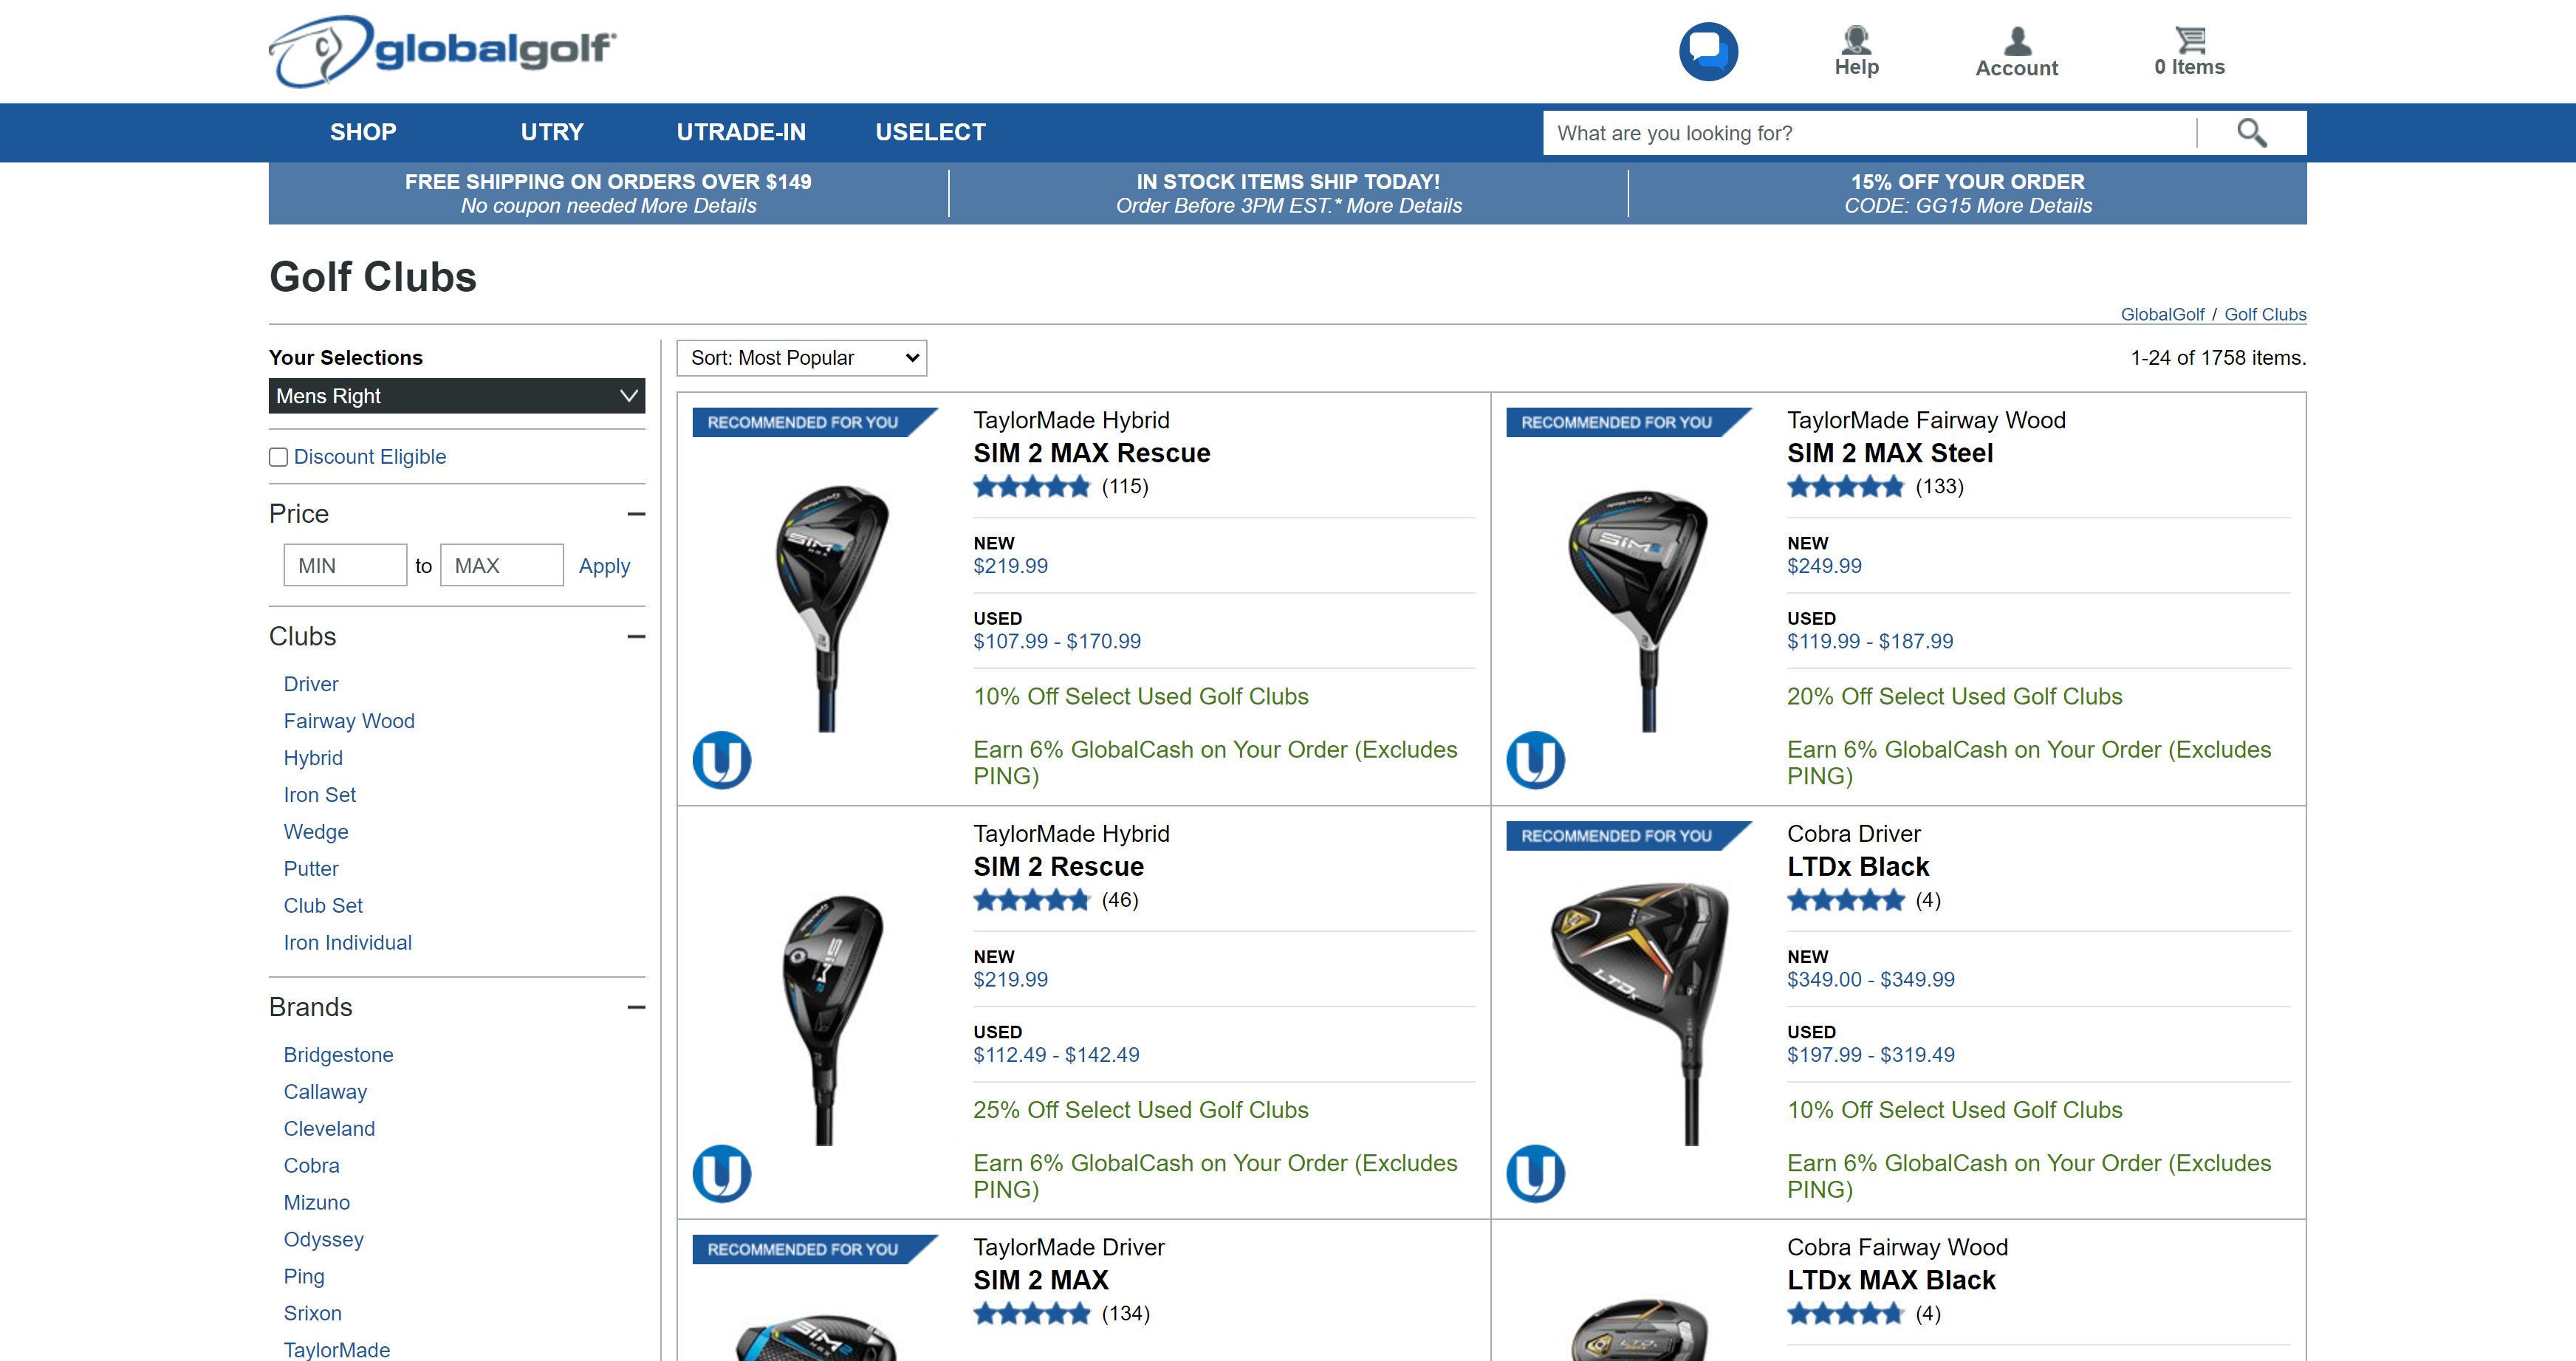 globalgolf
Help
Account
0 Items
SHOP
UTRY
UTRADE-IN
USELECT
What are you looking for?
FREE SHIPPING ON ORDERS OVER $149
No coupon needed More Details
IN STOCK ITEMS SHIP TODAY!
Order Before 3PM EST.* More Details
15% OFF YOUR ORDER
CODE: GG15 More Details
Golf Clubs
GlobalGolf / Golf Clubs
Your Selections
Mens Right
Discount Eligible
Price
MIN to MAX Apply
Clubs
Driver
Fairway Wood
Hybrid
Iron Set
Wedge
Putter
Club Set
Iron Individual
Brands
Bridgestone
Callaway
Cleveland
Cobra
Mizuno
Odyssey
Ping
Srixon
TaylorMade
Sort: Most Popular
1-24 of 1758 items.
RECOMMENDED FOR YOU
SIM2
MAX
U
TaylorMade Hybrid
SIM 2 MAX Rescue
(115)
NEW
$219.99
USED
$107.99 - $170.99
10% Off Select Used Golf Clubs
Earn 6% GlobalCash on Your Order (Excludes
PING)
RECOMMENDED FOR YOU
SIM2
U
TaylorMade Fairway Wood
SIM 2 MAX Steel
(133)
NEW
$249.99
USED
$119.99 - $187.99
20% Off Select Used Golf Clubs
Earn 6% GlobalCash on Your Order (Excludes
PING)
SIM2
U
TaylorMade Hybrid
SIM 2 Rescue
(46)
NEW
$219.99
USED
$112.49 - $142.49
25% Off Select Used Golf Clubs
Earn 6% GlobalCash on Your Order (Excludes
PING)
RECOMMENDED FOR YOU
LTDx
U
Cobra Driver
LTDx Black
(4)
NEW
$349.00 - $349.99
USED
$197.99 - $319.49
10% Off Select Used Golf Clubs
Earn 6% GlobalCash on Your Order (Excludes
PING)
RECOMMENDED FOR YOU
SIM2
MAX
TaylorMade Driver
SIM 2 MAX
(134)
Cobra Fairway Wood
LTDx MAX Black
(4)